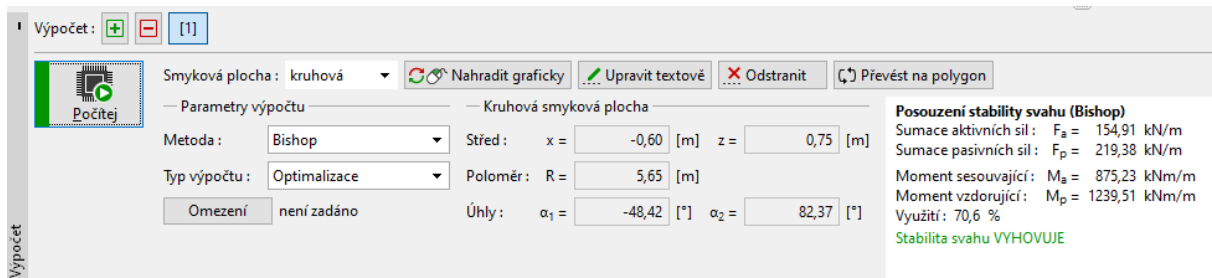 Výpočet : [1]
Počítej
Smyková plocha : kruhová Nahradit graficky Upravit textově Odstranit Převést na polygon
Parametry výpočtu
Metoda : Bishop
Typ výpočtu : Optimalizace
Omezení není zadáno
Kruhová smyková plocha
Střed : x = -0,60 [m] z = 0,75 [m]
Poloměr : R = 5,65 [m]
Úhly : α₁ = -48,42 [°] α₂ = 82,37 [°]
Posouzení stability svahu (Bishop)
Sumace aktivních sil : Fₐ = 154,91 kN/m
Sumace pasivních sil : Fₚ = 219,38 kN/m
Moment sesouvající : Mₐ = 875,23 kNm/m
Moment vzdorující : Mₚ = 1239,51 kNm/m
Využití : 70,6 %
Stabilita svahu VYHOVUJE
Výpočet